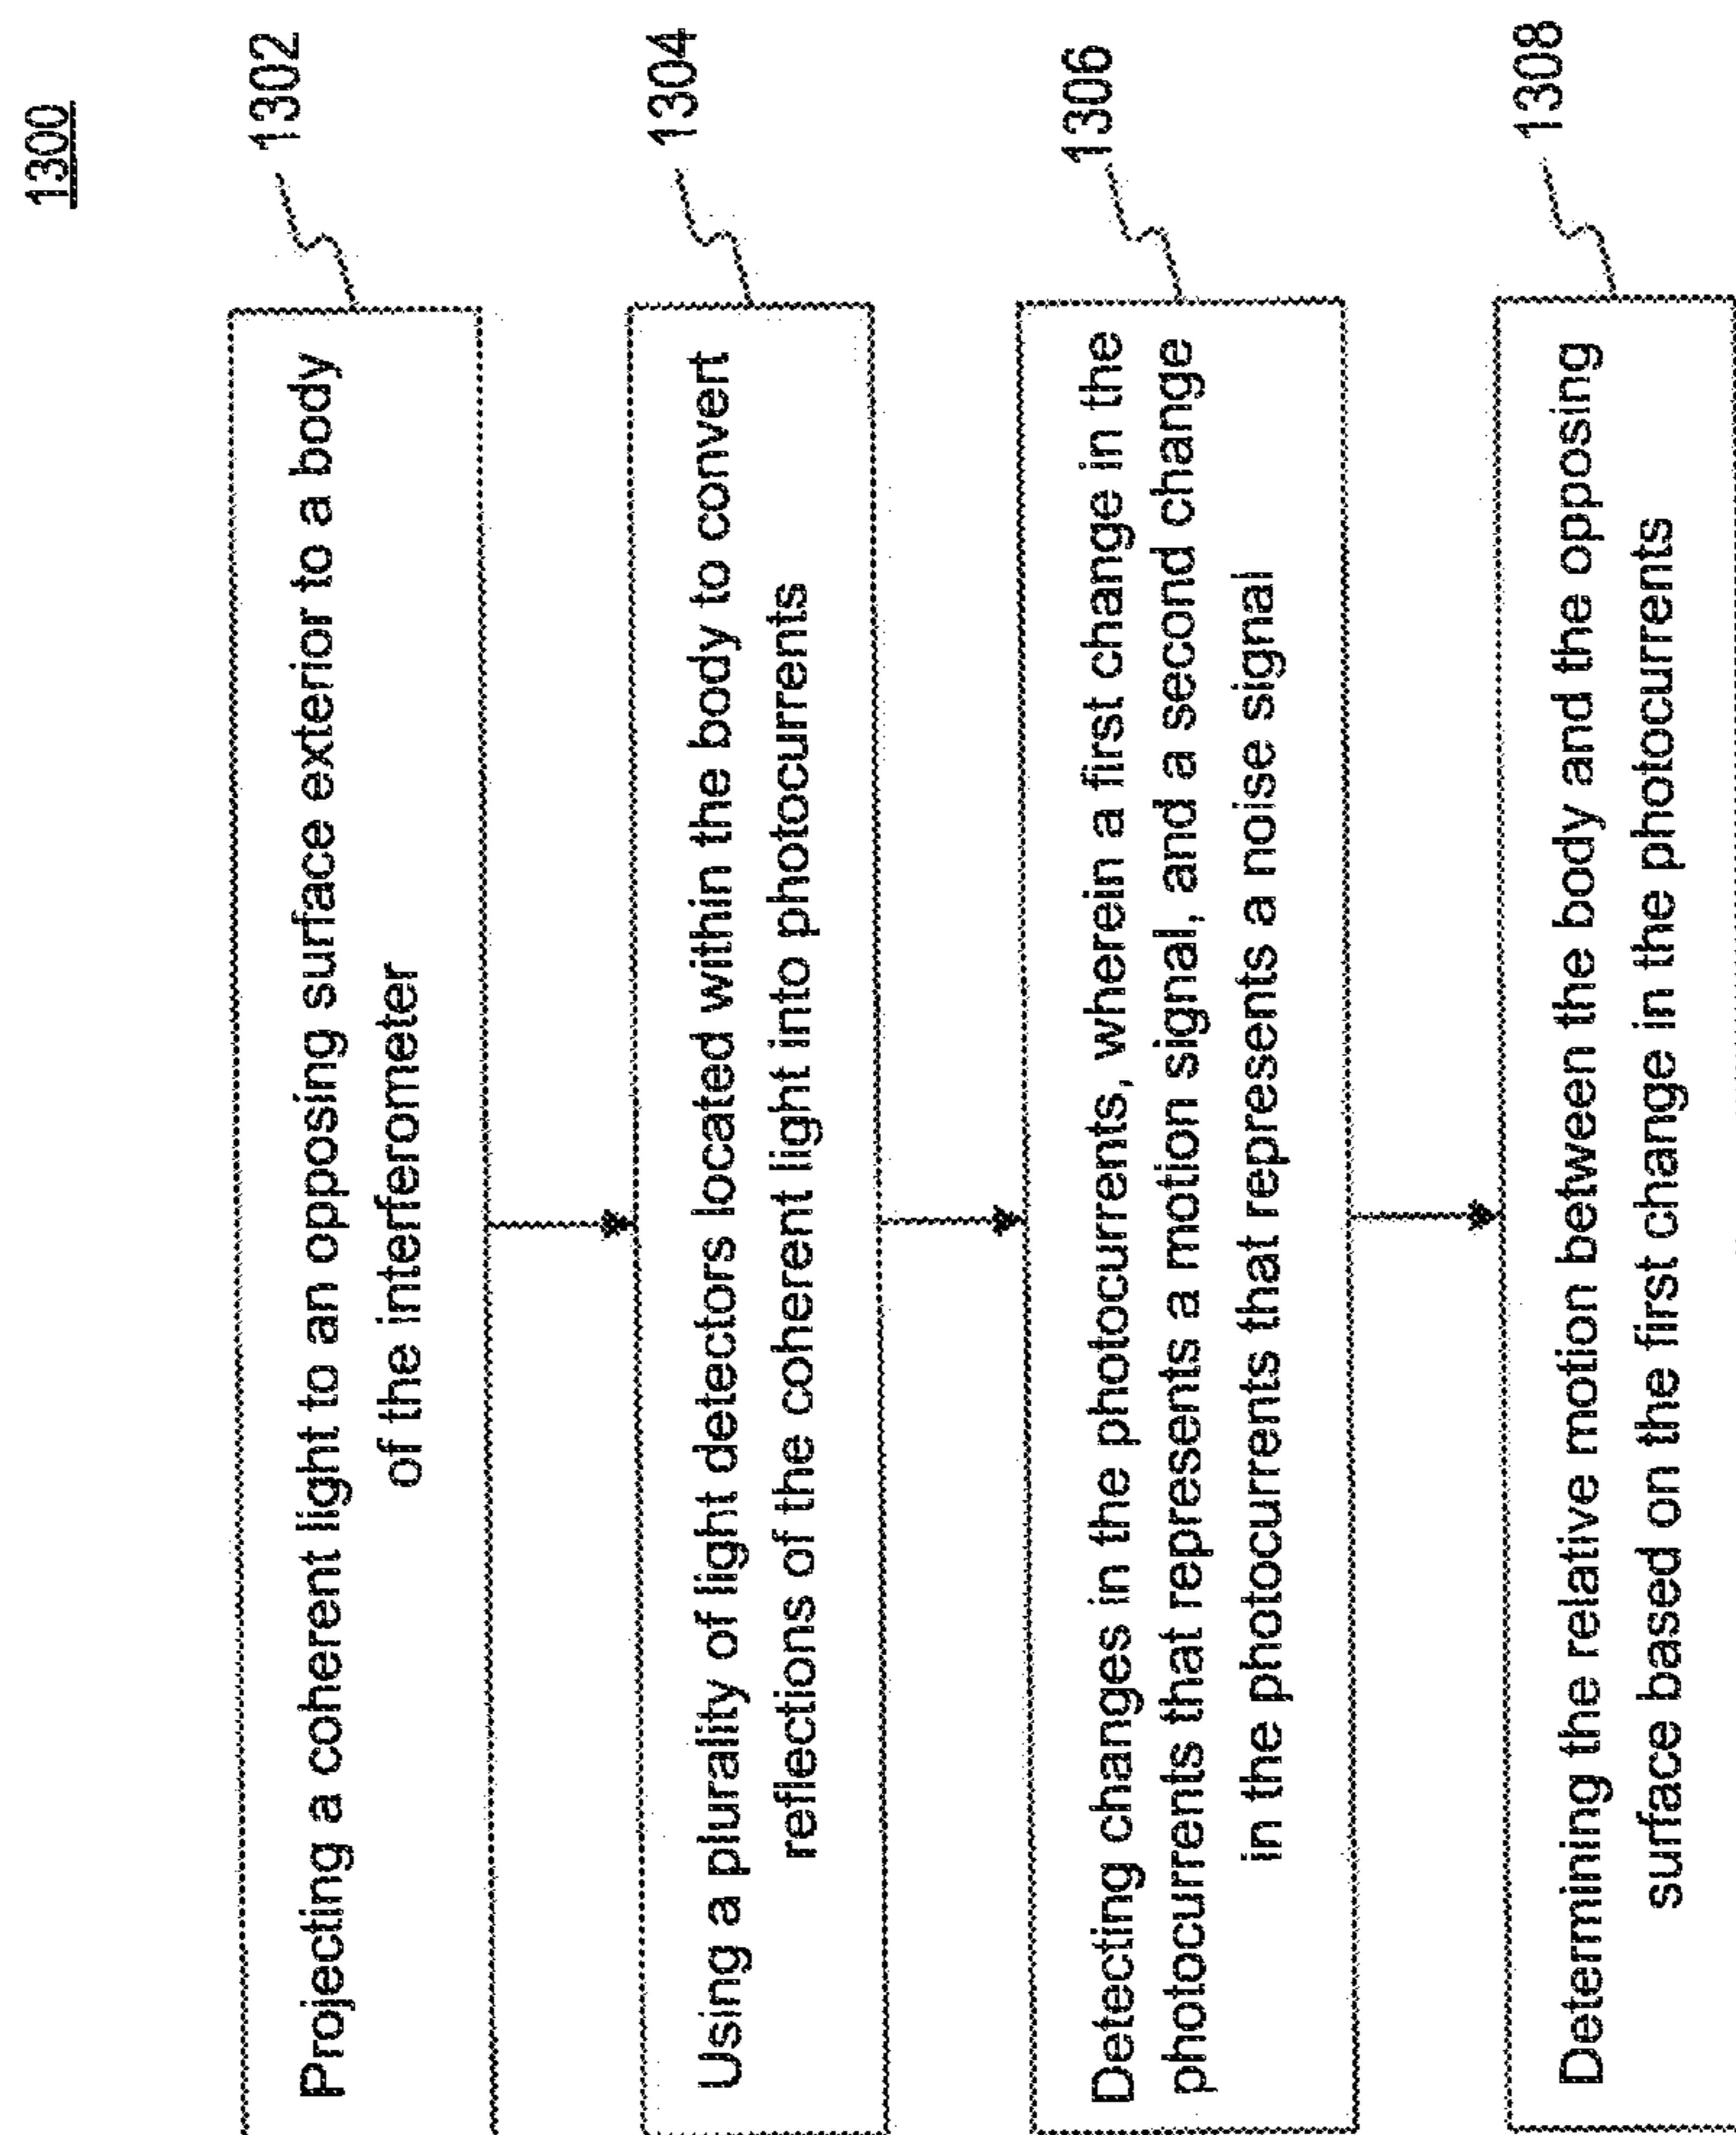 1300
1302
Projecting a coherent light to an opposing surface exterior to a body
of the interferometer
1304
Using a plurality of light detectors located within the body to convert
reflections of the coherent light into photocurrents
1306
Detecting changes in the photocurrents, wherein a first change in the
photocurrents that represents a motion signal, and a second change
in the photocurrents that represents a noise signal
1308
Determining the relative motion between the body and the opposing
surface based on the first change in the photocurrents